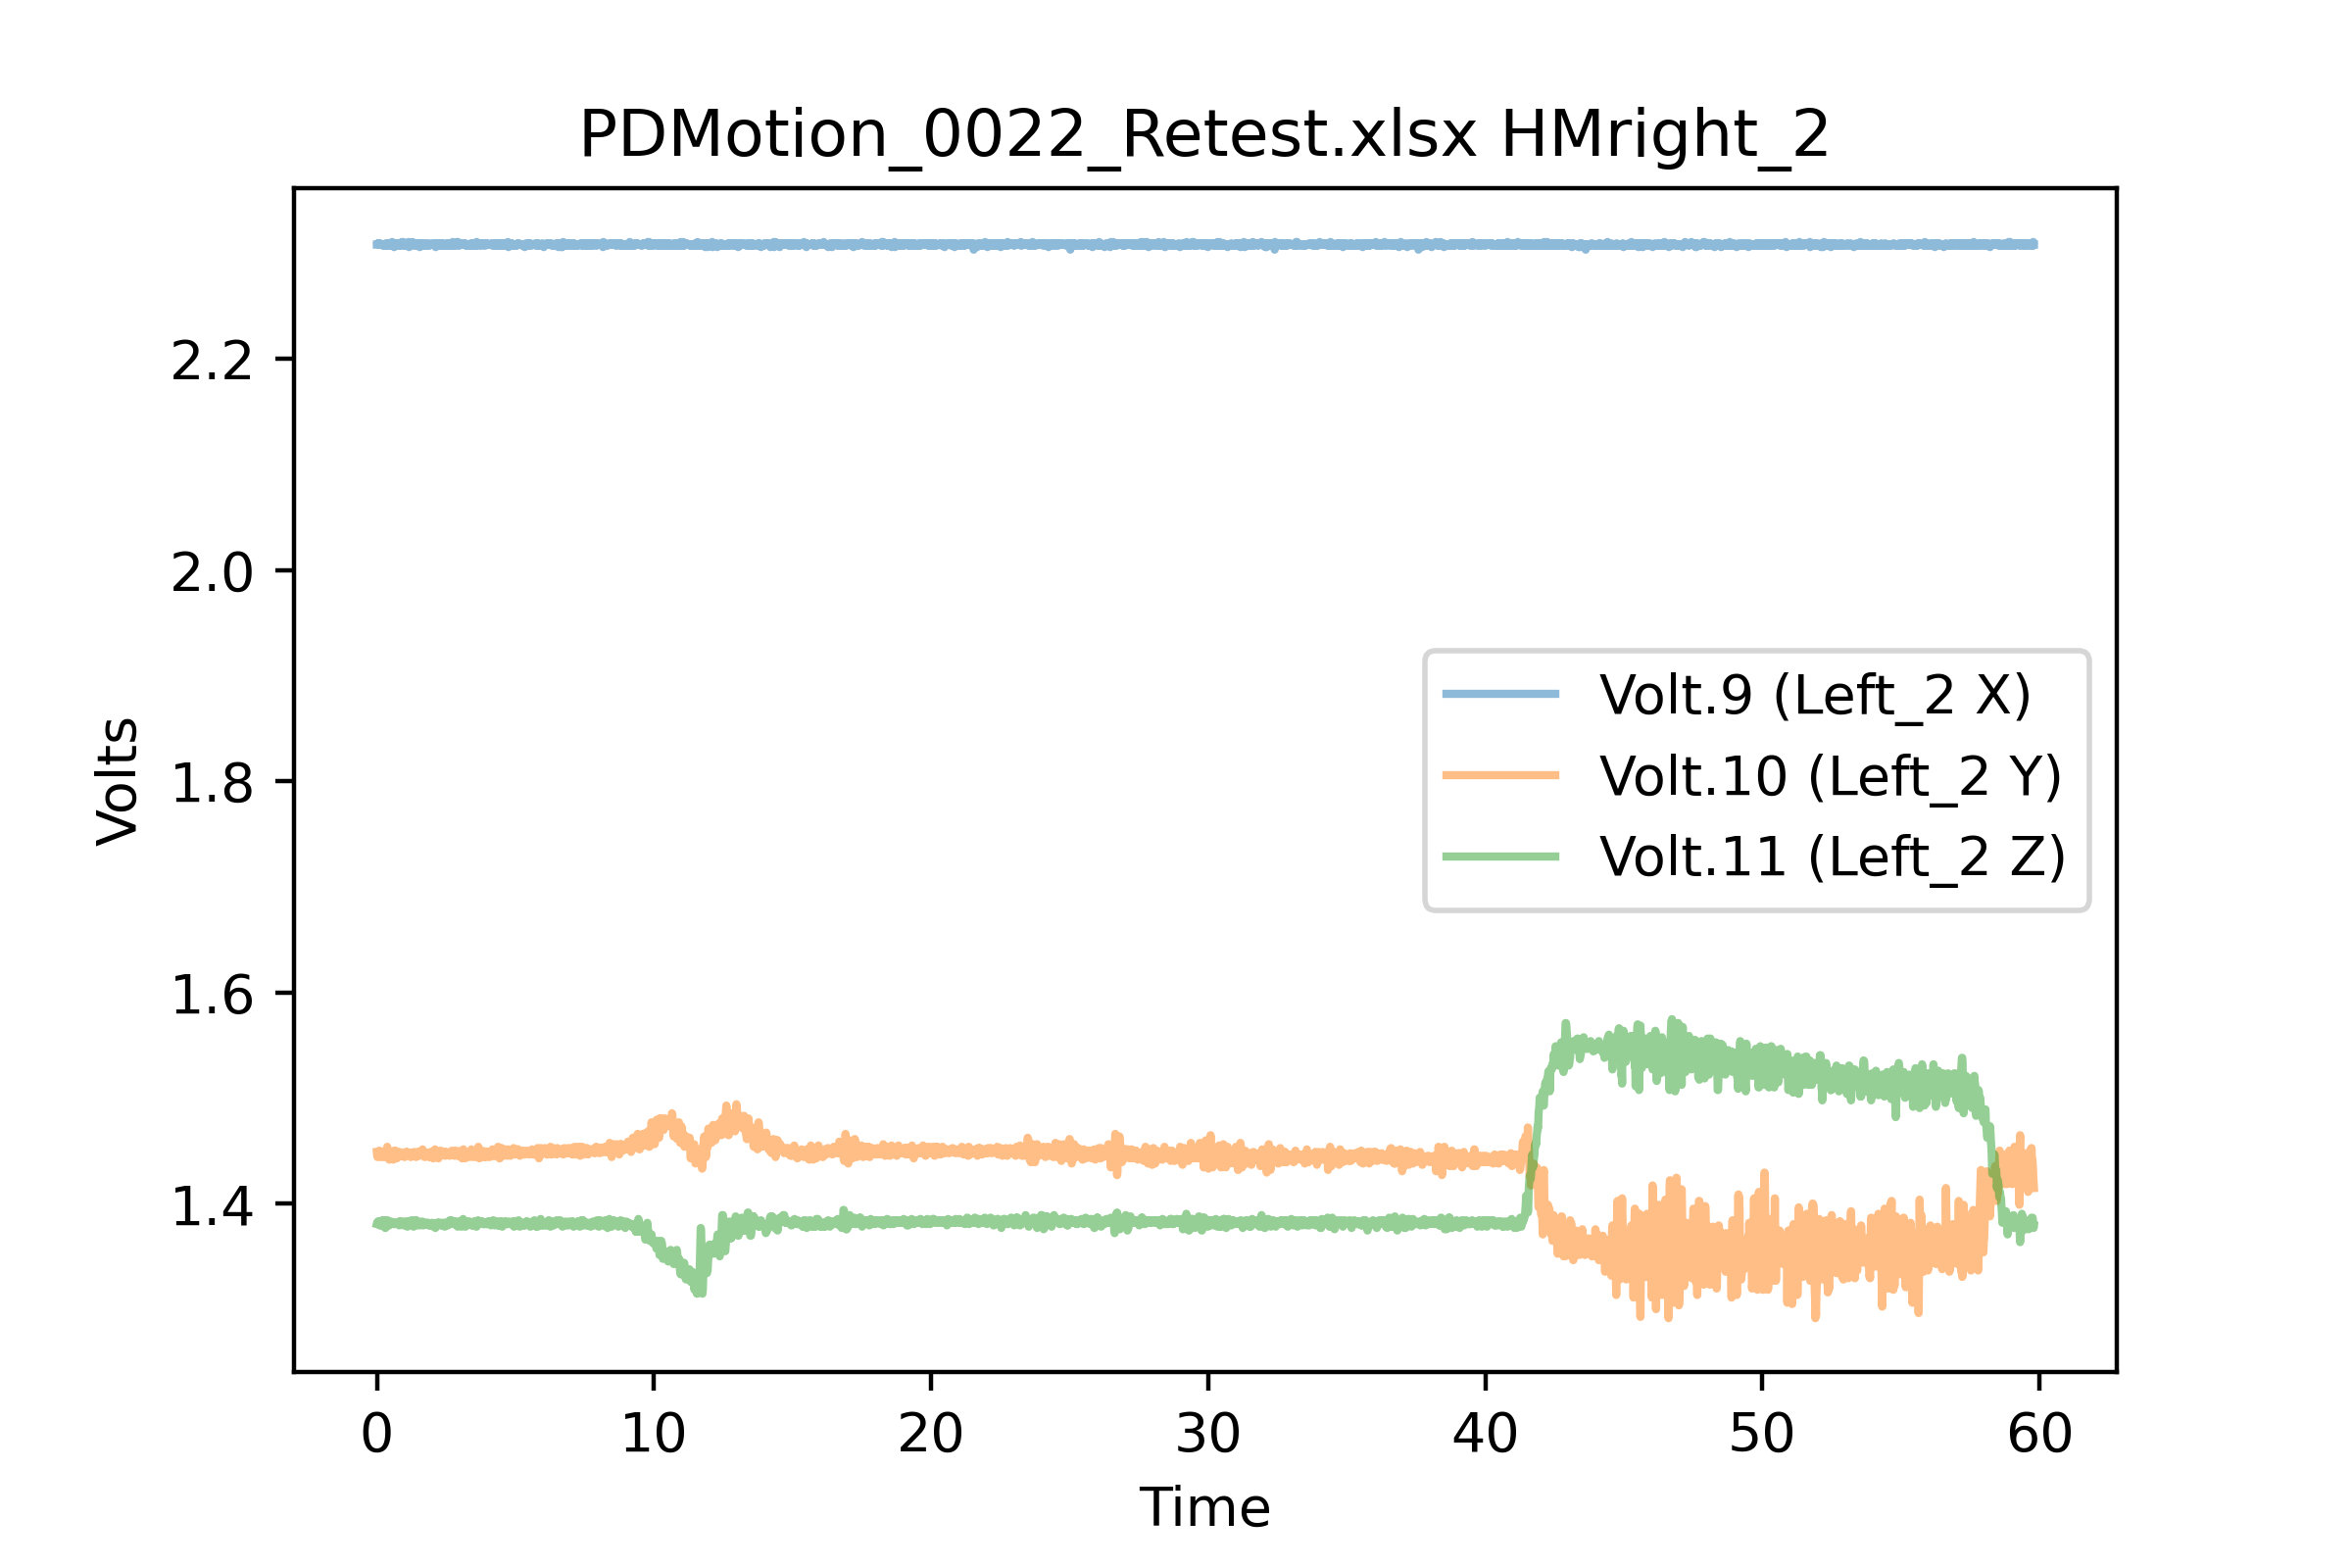 PDMotion_0022_Retest.xlsx HMright_2
Volts
2.2
2.0
1.8
1.6
1.4
Volt.9 (Left_2 X)
Volt.10 (Left_2 Y)
Volt.11 (Left_2 Z)
0 10 20 30 40 50 60
Time